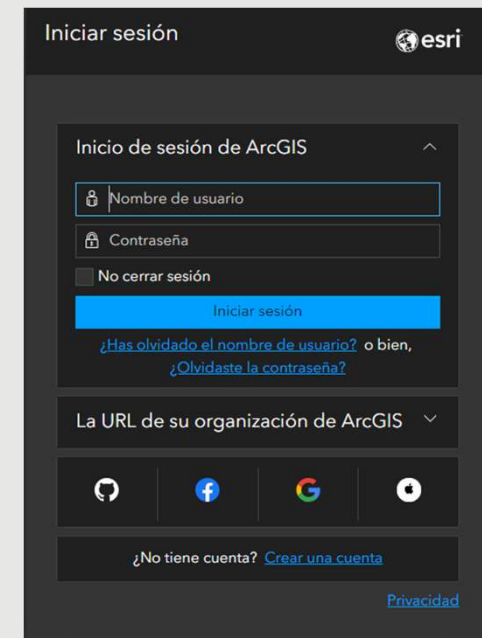 Iniciar sesión
esri
Inicio de sesión de ArcGIS
Nombre de usuario
Contraseña
No cerrar sesión
Iniciar sesión
¿Has olvidado el nombre de usuario? o bien,
¿Olvidaste la contraseña?
La URL de su organización de ArcGIS
¿No tiene cuenta? Crear una cuenta
Privacidad